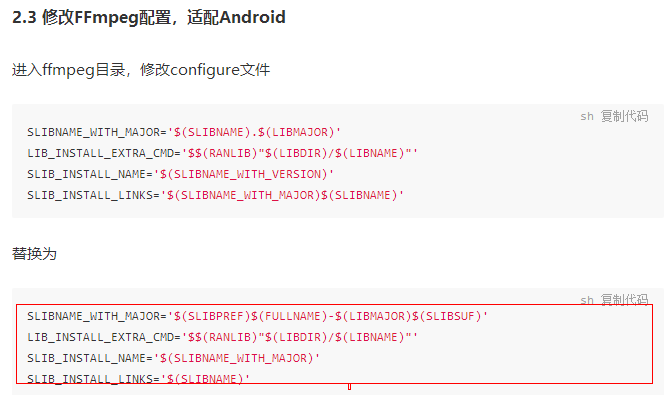 2.3 修改FFmpeg配置，适配Android
进入ffmpeg目录，修改configure文件
sh 复制代码
SLIBNAME_WITH_MAJOR='$(SLIBNAME).$(LIBMAJOR)'
LIB_INSTALL_EXTRA_CMD='$$(RANLIB)"$(LIBDIR)/$(LIBNAME)"'
SLIB_INSTALL_NAME='$(SLIBNAME_WITH_VERSION)'
SLIB_INSTALL_LINKS='$(SLIBNAME_WITH_MAJOR)$(SLIBNAME)'
替换为
sh 复制代码
SLIBNAME_WITH_MAJOR='$(SLIBPREF)$(FULLNAME)-$(LIBMAJOR)$(SLIBSUF)'
LIB_INSTALL_EXTRA_CMD='$$(RANLIB)"$(LIBDIR)/$(LIBNAME)"'
SLIB_INSTALL_NAME='$(SLIBNAME_WITH_MAJOR)'
SLIB_INSTALL_LINKS='$(SLIBNAME)'